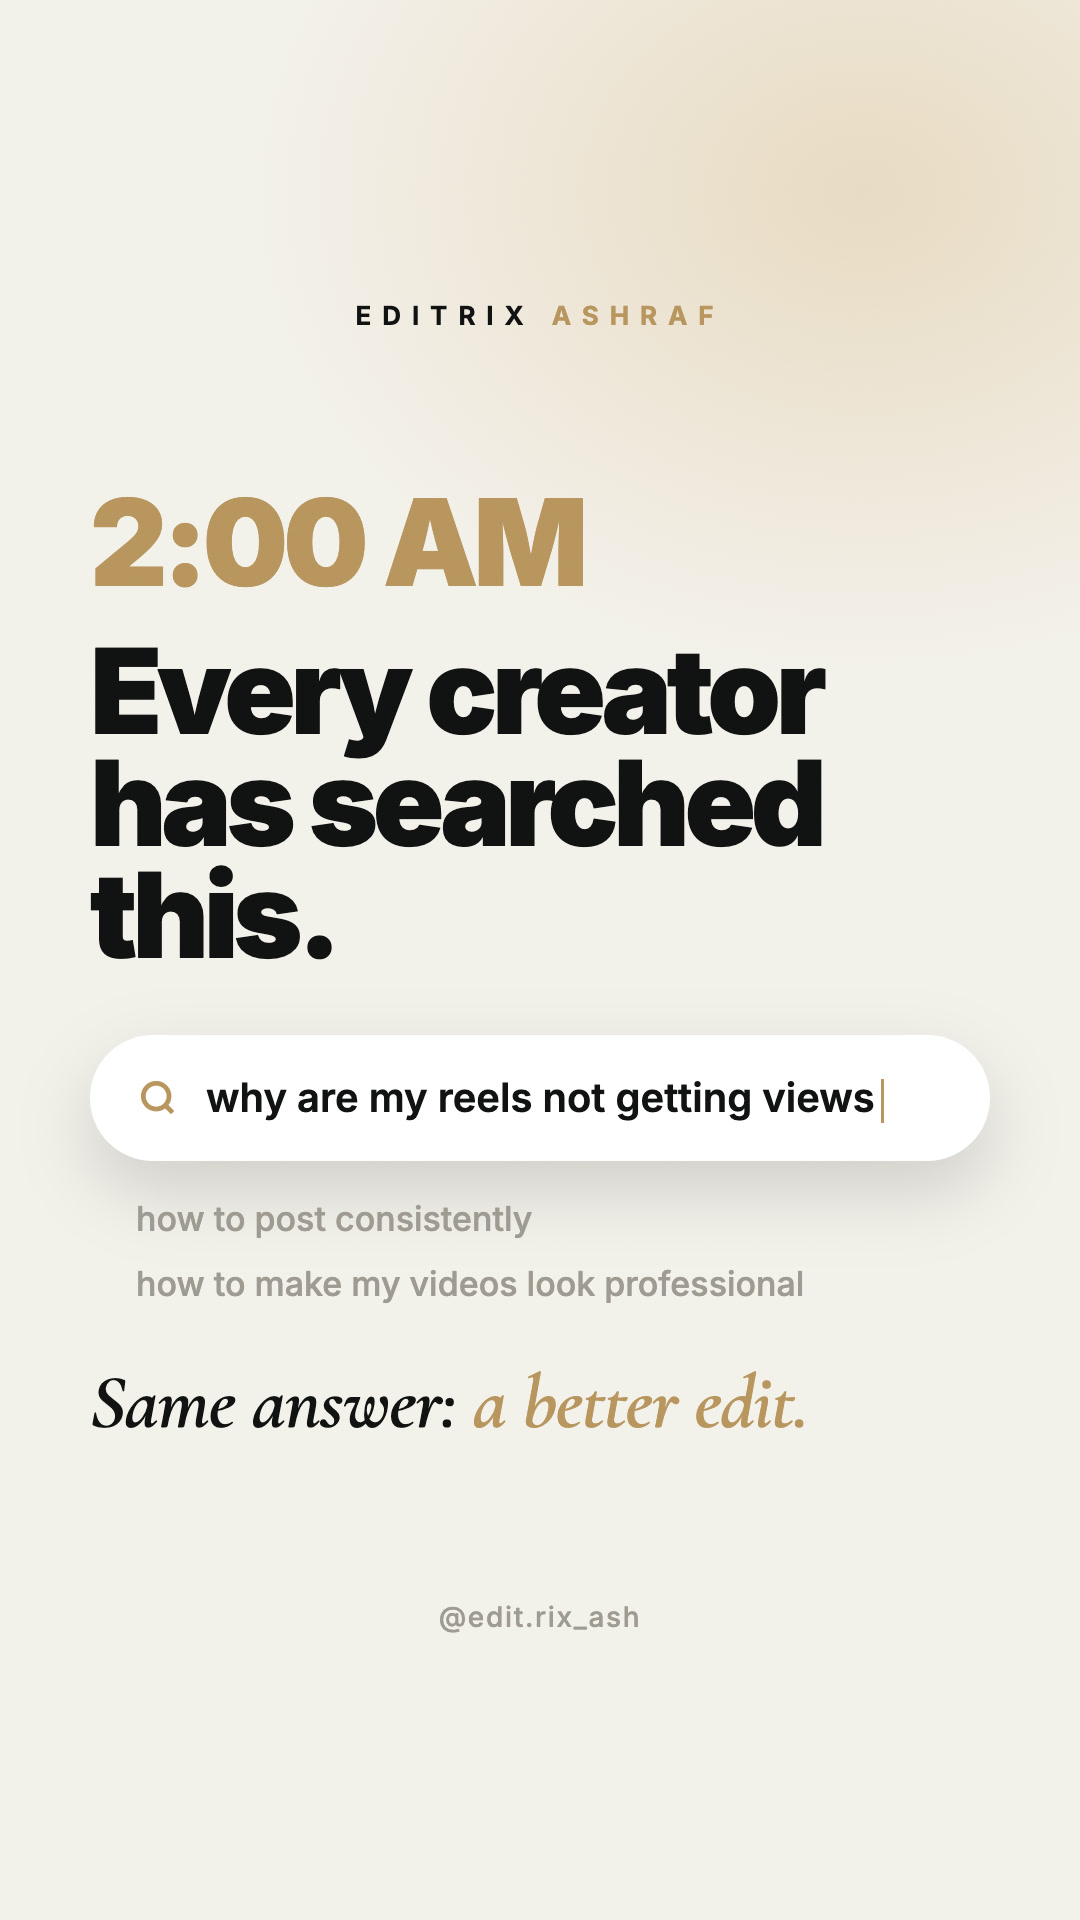 EDITRIX ASHRAF
2:00 AM
Every creator
has searched
this.
why are my reels not getting views
how to post consistently
how to make my videos look professional
Same answer: a better edit.
@edit.rix_ash